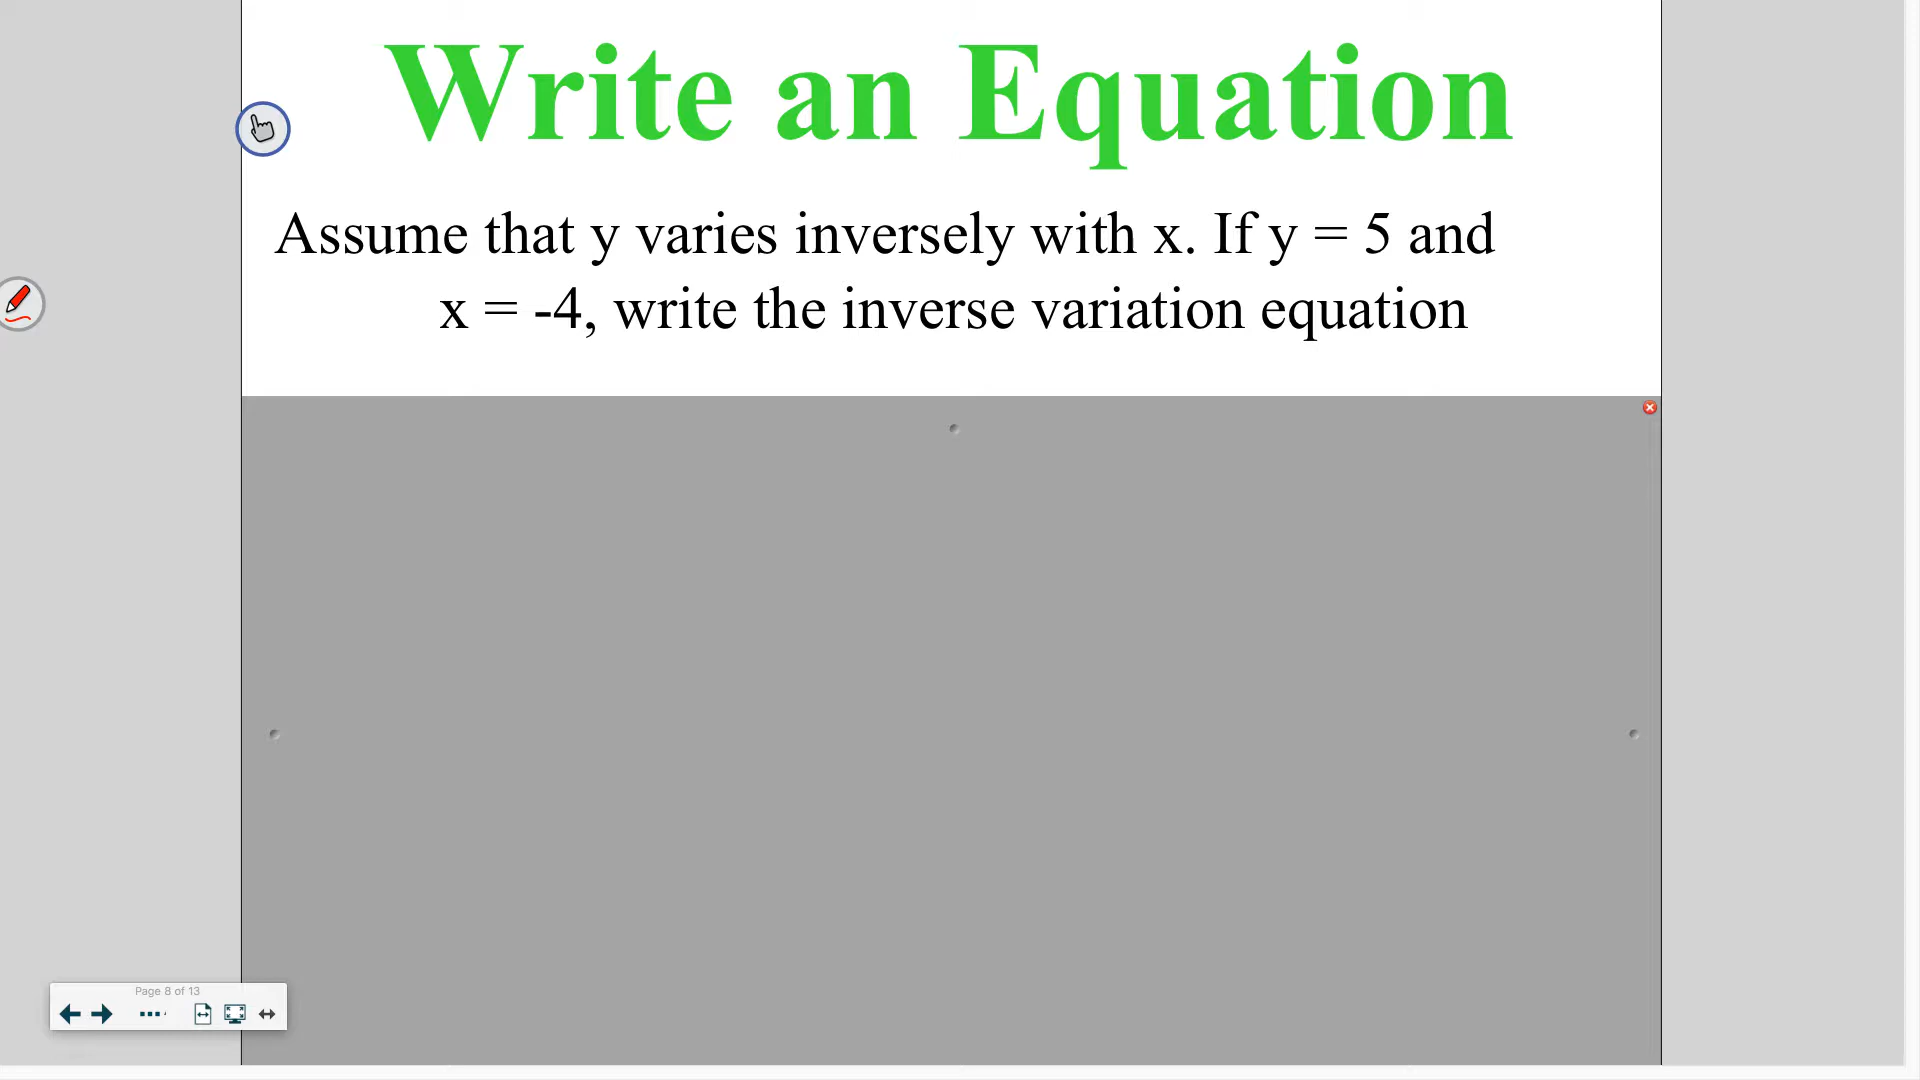 Write an Equation
Assume that y varies inversely with x. If y = 5 and
x = -4, write the inverse variation equation
Page 8 of 13